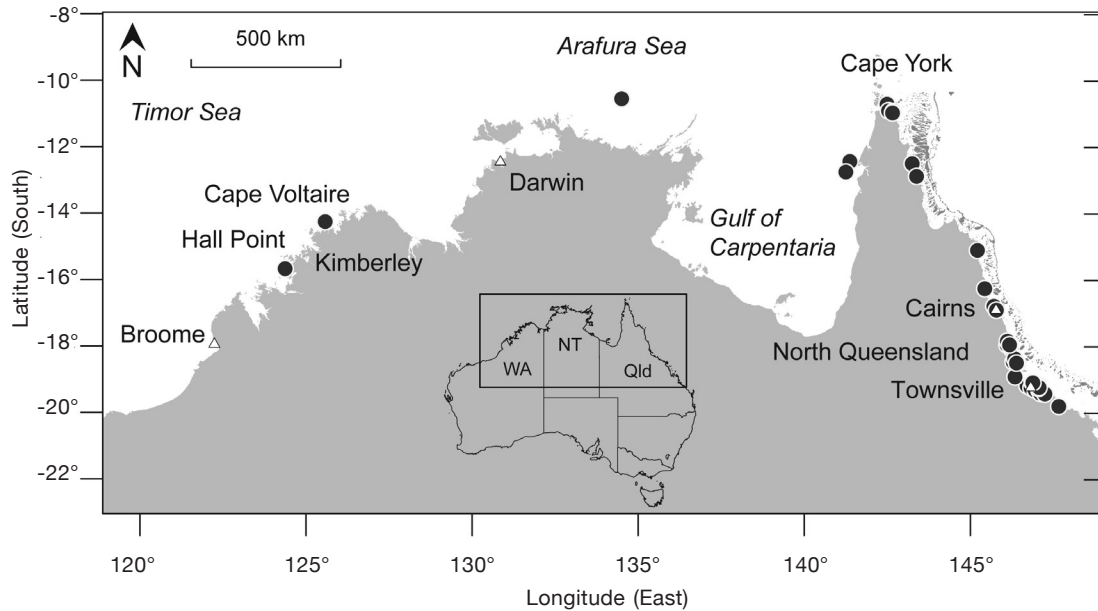 -8°
500 km
Arafura Sea
Cape York
N
-10°
Timor Sea
-12°
Darwin
Cape Voltaire
-14°
Hall Point
Kimberley
Gulf of
Carpentaria
-16°
Broome
Cairns
-18°
NT
North Queensland
WA
Qld
Townsville
-20°
-22°
Latitude (South)
120°
125°
130°
135°
140°
145°
Longitude (East)